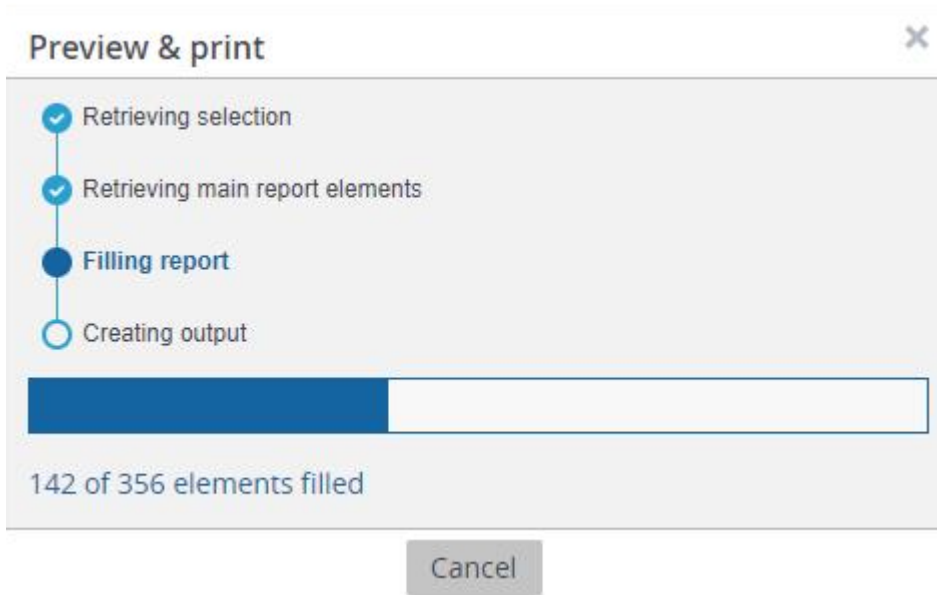 Preview & print
Retrieving selection
Retrieving main report elements
Filling report
Creating output
142 of 356 elements filled
Cancel